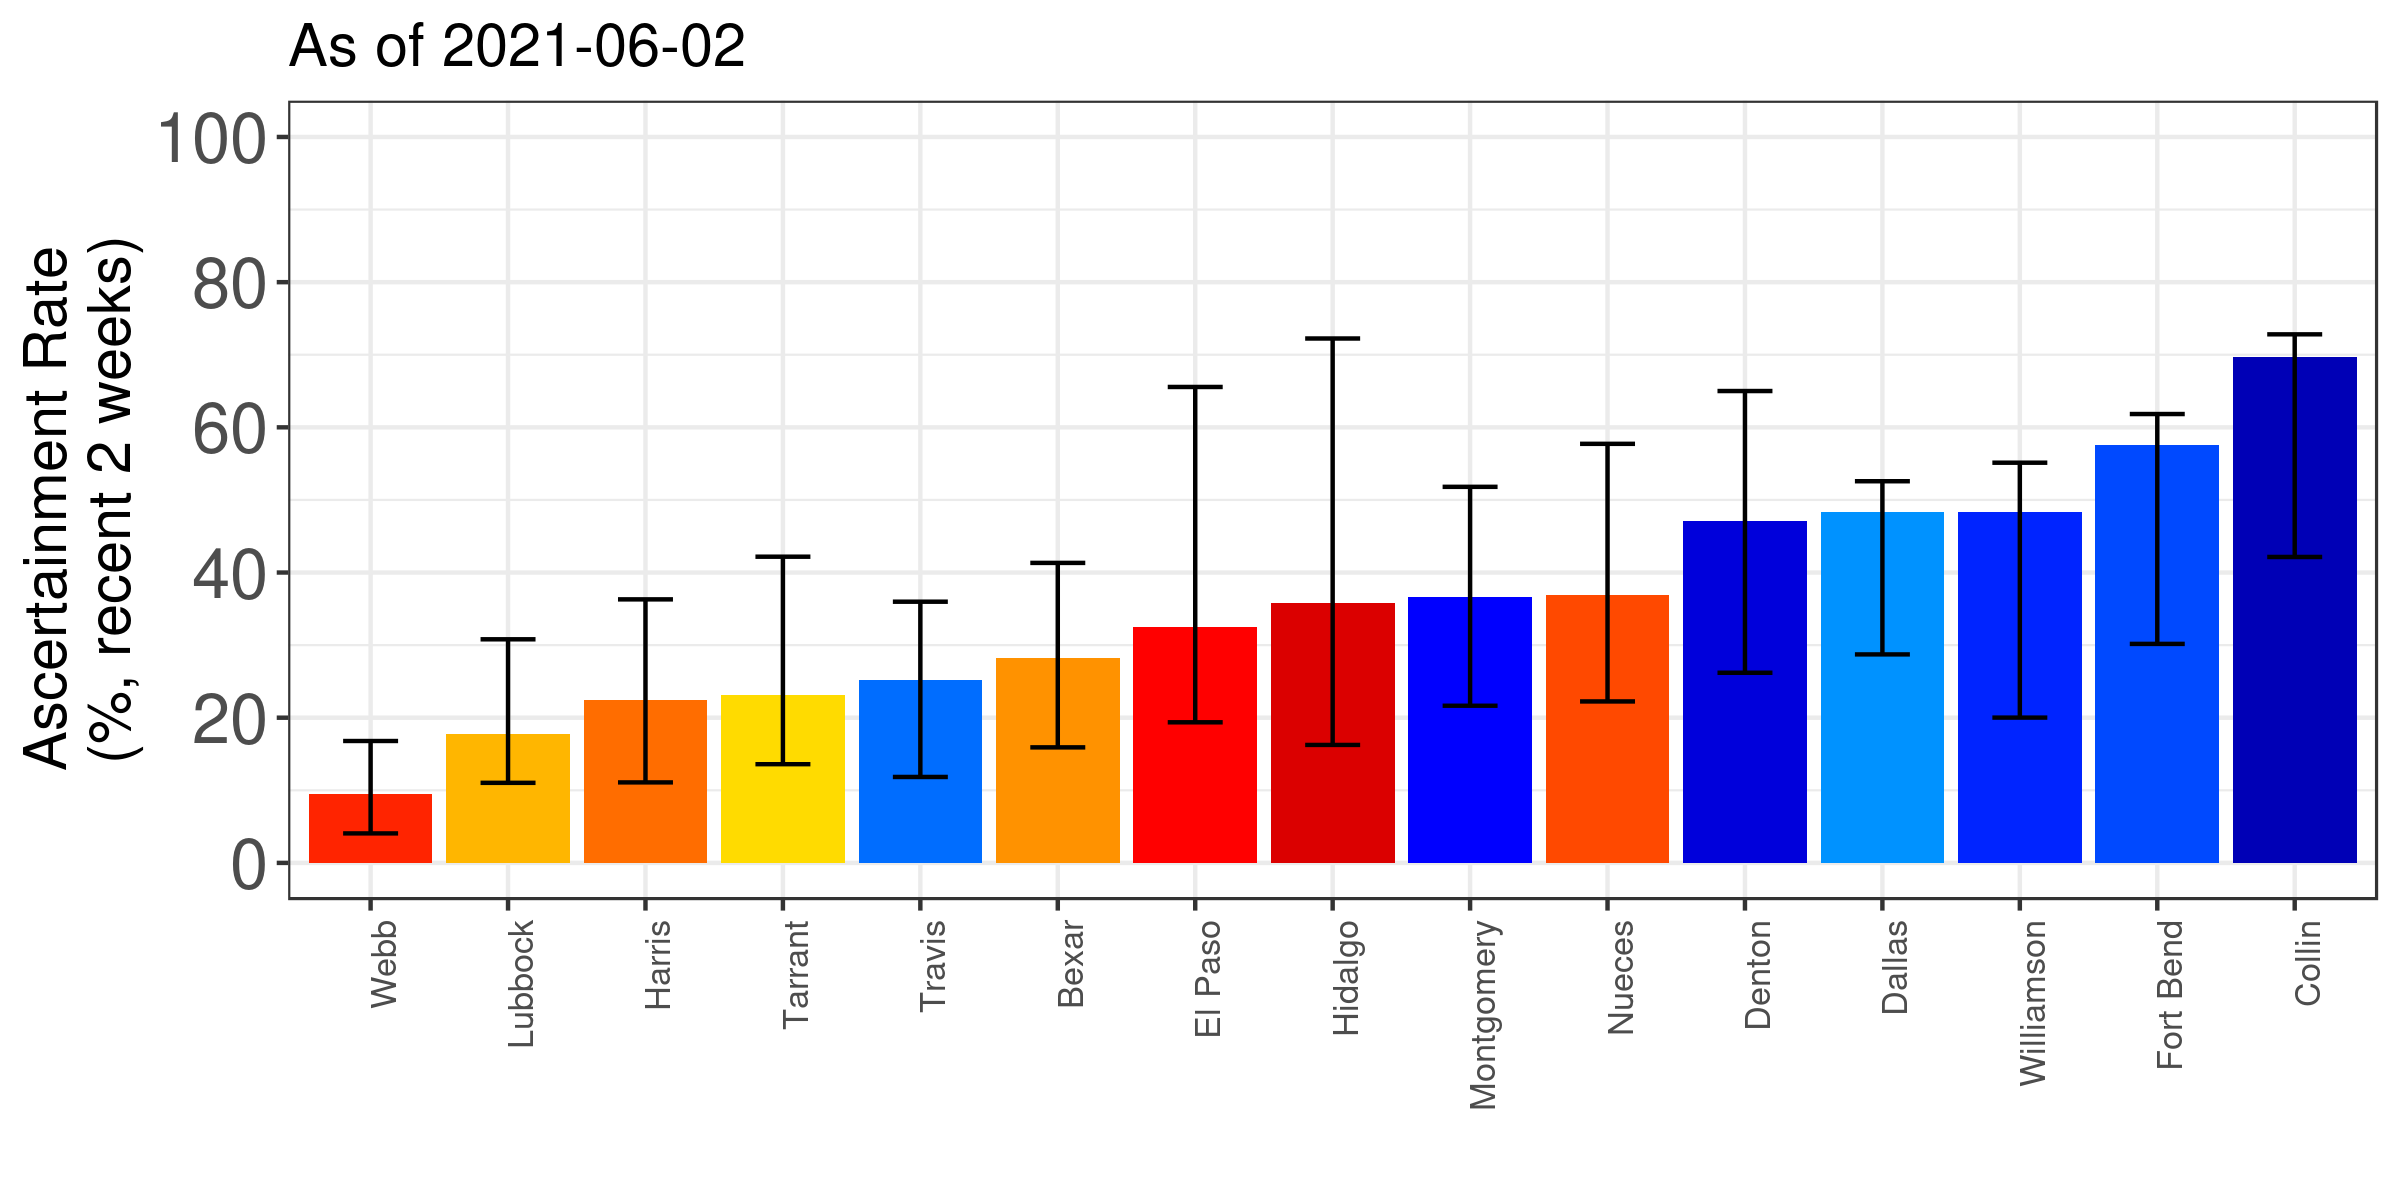 As of 2021-06-02
Ascertainment Rate
(%, recent 2 weeks)
100
80
60
40
20
0
Webb
Lubbock
Harris
Tarrant
Travis
Bexar
El Paso
Hidalgo
Montgomery
Nueces
Denton
Dallas
Williamson
Fort Bend
Collin